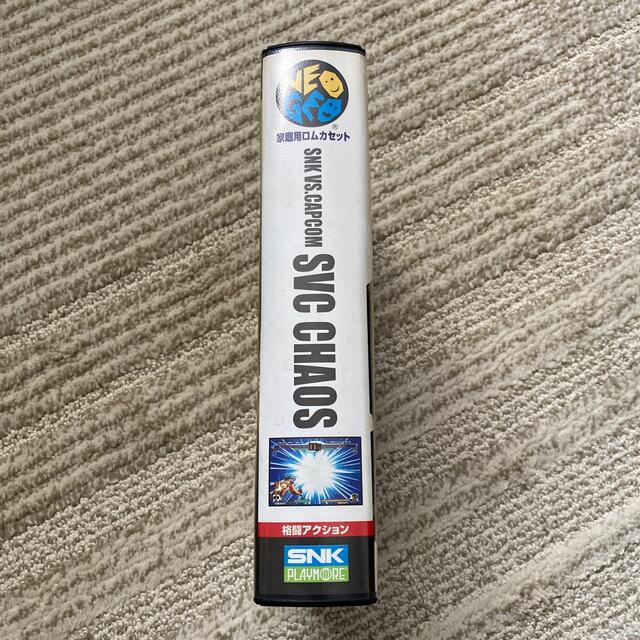 NEO
GEO
®
家庭用ロムカセット
SNK VS.CAPCOM
SVC CHAOS
格闘アクション
SNK
PLAYMORE